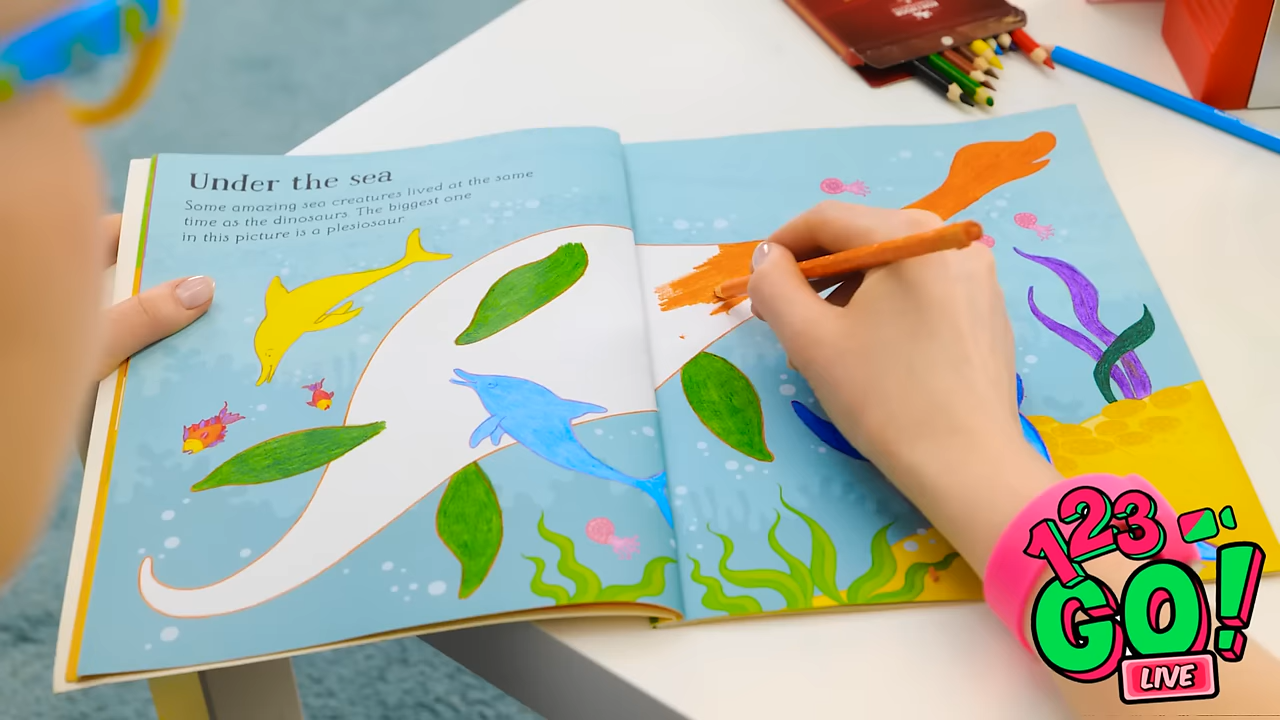 Under the sea
Some amazing sea creatures lived at the same
time as the dinosaurs. The biggest one
in this picture is a plesiosaur.
123
GO!
LIVE